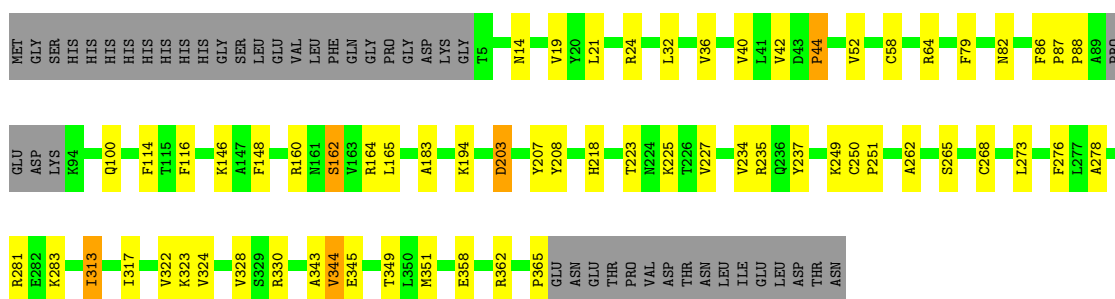 MET GLY SER HIS HIS HIS HIS HIS HIS HIS HIS HIS HIS GLY SER LEU GLU VAL LEU PHE GLN GLY PRO GLY ASP LYS GLY T5 N14 V19 Y20 L21 R24 L32 V36 V40 L41 V42 D43 P44 V52 C58 R64 F79 N82 F86 P87 P88 A89 PRO
GLU ASP LYS K94 Q100 F114 T115 F116 K146 A147 F148 R160 N161 S162 V163 R164 L165 A183 K194 D203 Y207 Y208 H218 T223 N224 K225 T226 V227 V234 R235 Q236 Y237 K249 C250 P251 A262 S265 C268 L273 F276 L277 A278
R281 E282 K283 I313 I317 V322 K323 V324 V328 S329 R330 A343 V344 E345 T349 L350 M351 E358 R362 P365 GLU ASN GLU THR PRO VAL ASP THR ASN LEU ILE GLU LEU ASP THR ASN